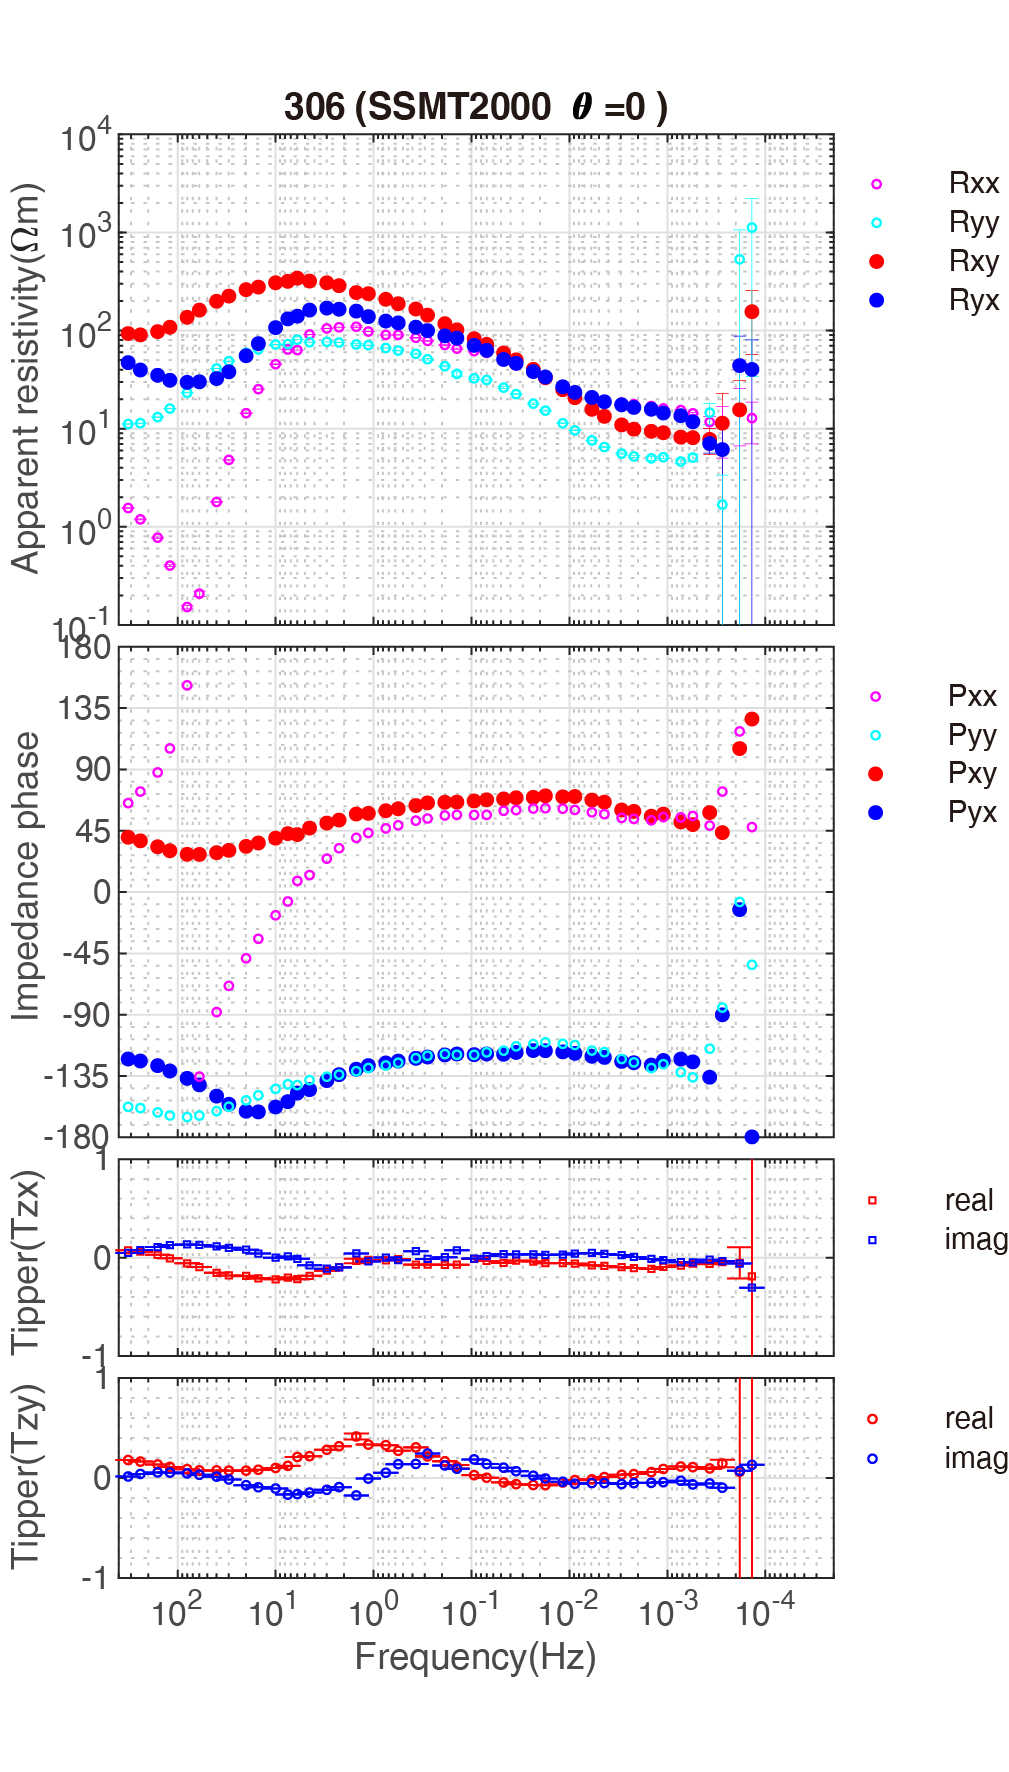 306 (SSMT2000 θ =0 )
Apparent resistivity(Ωm)
10^4
10^3
10^2
10^1
10^0
10^-1
Rxx
Ryy
Rxy
Ryx
Impedance phase
180
135
90
45
0
-45
-90
-135
-180
Pxx
Pyy
Pxy
Pyx
Tipper(Tzx)
1
0
-1
real
imag
Tipper(Tzy)
1
0
-1
real
imag
10^2 10^1 10^0 10^-1 10^-2 10^-3 10^-4
Frequency(Hz)